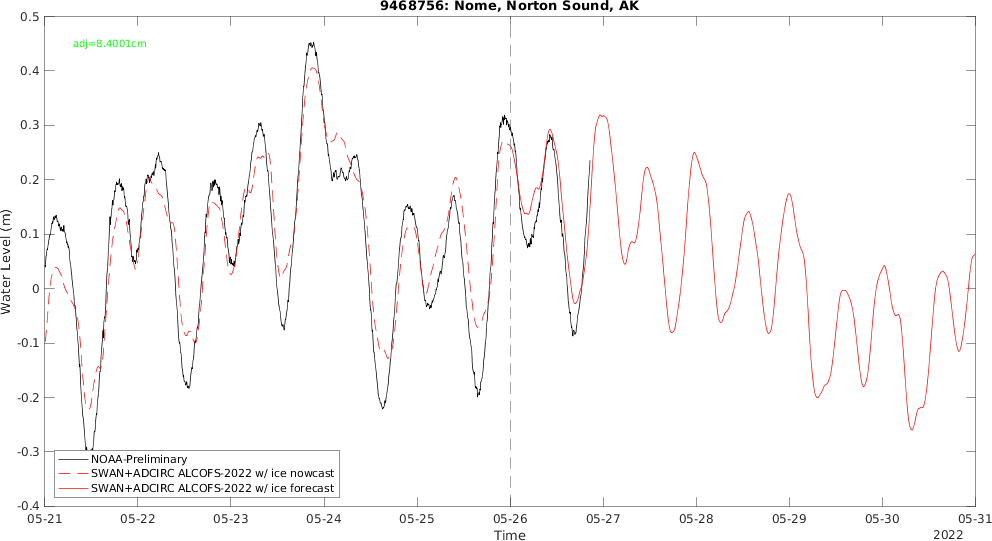 9468756: Nome, Norton Sound, AK
adj=8.4001cm
Water Level (m)
0.5
0.4
0.3
0.2
0.1
0
-0.1
-0.2
-0.3
-0.4
NOAA-Preliminary
SWAN+ADCIRC ALCOFS-2022 w/ ice nowcast
SWAN+ADCIRC ALCOFS-2022 w/ ice forecast
05-21 05-22 05-23 05-24 05-25 05-26 05-27 05-28 05-29 05-30 05-31
Time
2022